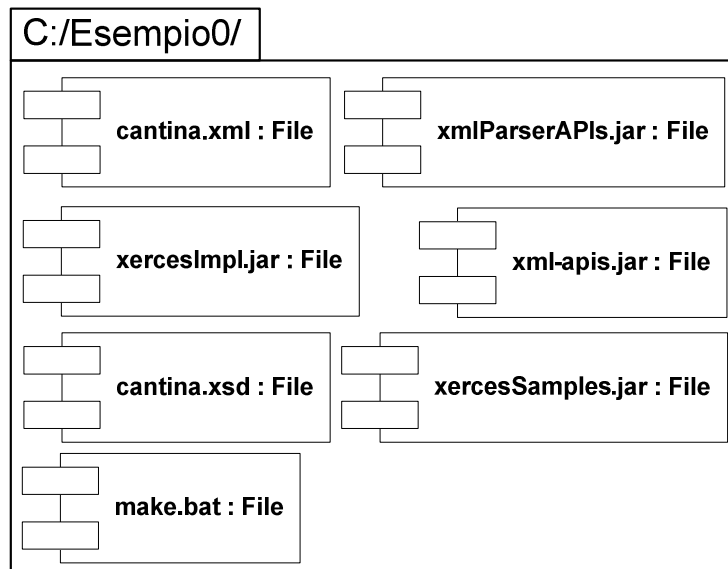 C:/Esempio0/
cantina.xml : File
xmlParserAPIs.jar : File
xercesImpl.jar : File
xml-apis.jar : File
cantina.xsd : File
xercesSamples.jar : File
make.bat : File